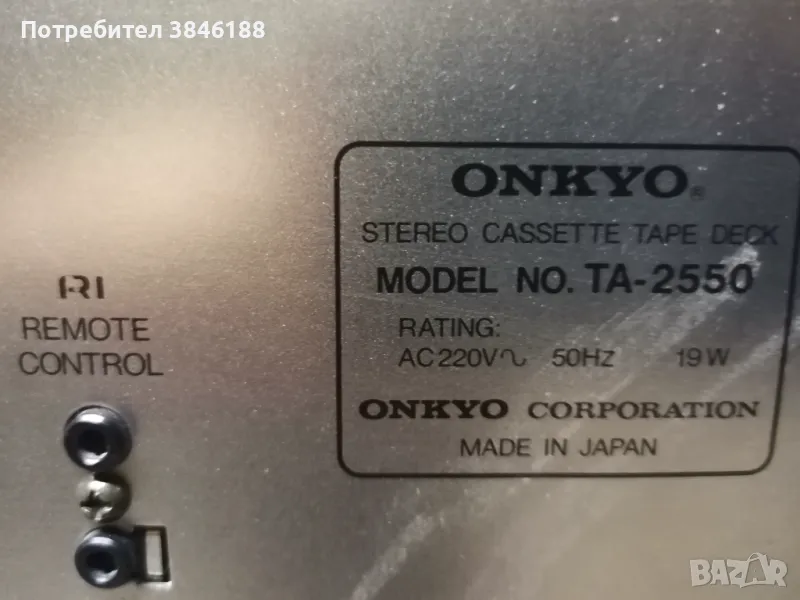 Потребител 3846188
ONKYO®
STEREO CASSETTE TAPE DECK
MODEL NO. TA-2550
RATING:
AC220V∿ 50Hz 19W
ONKYO CORPORATION
MADE IN JAPAN
RI
REMOTE
CONTROL
BAZAR